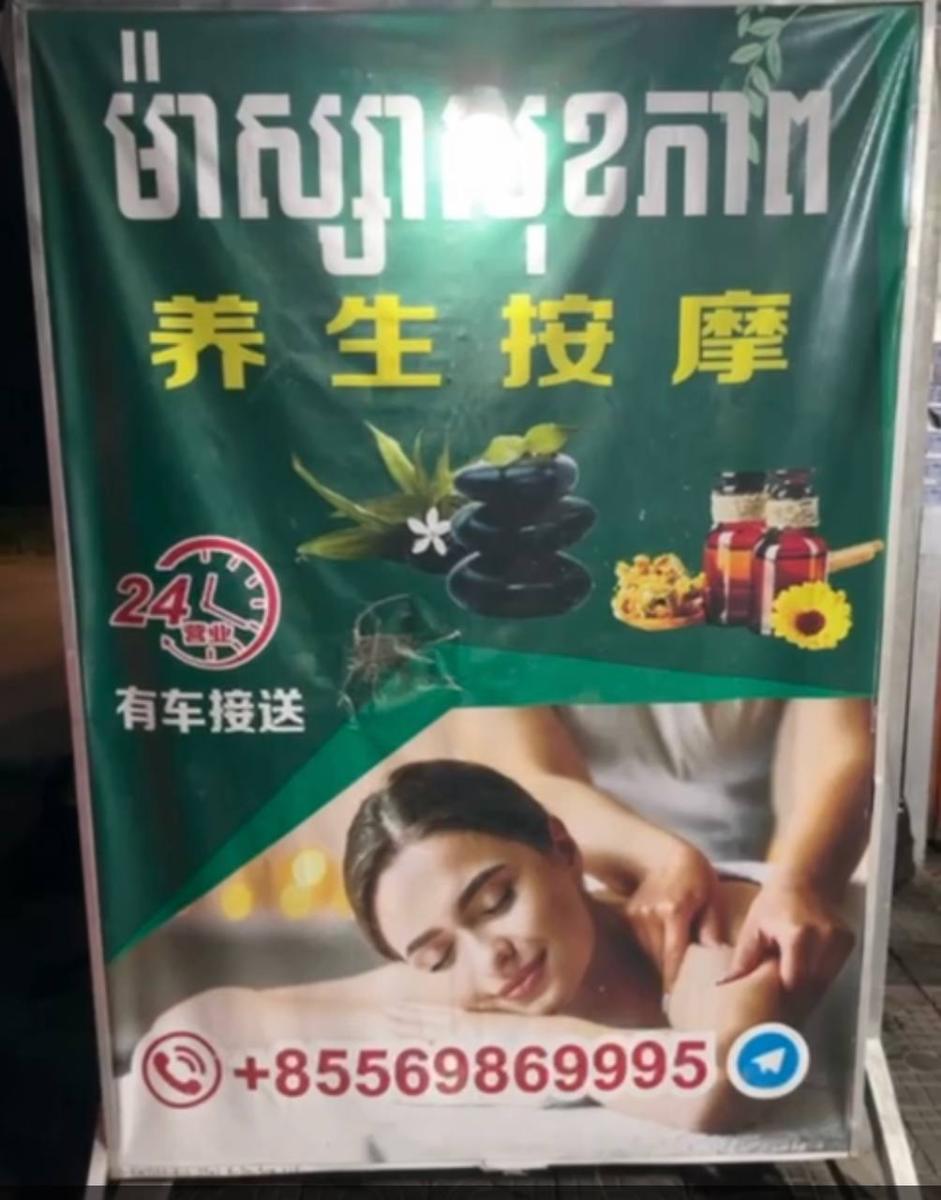 ម៉ាស្សាសុខភាព
养生按摩
24
营业
有车接送
+85569869995